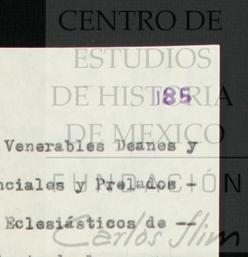 CENTRO DE
ESTUDIOS
DE HISTORIA
185
DE MEXICO
Venerables Deanes y
FUNDACIÓN
nciales y Prelados -
Carlos Slim
Eclesiásticos de --